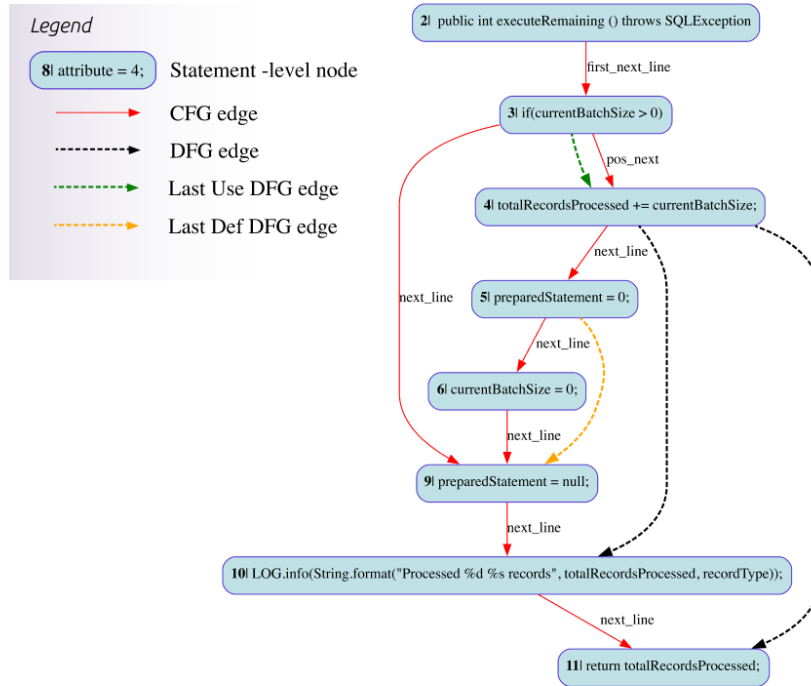 Legend
8| attribute = 4;
Statement -level node
CFG edge
DFG edge
Last Use DFG edge
Last Def DFG edge
2| public int executeRemaining () throws SQLException
first_next_line
3| if(currentBatchSize > 0)
pos_next
4| totalRecordsProcessed += currentBatchSize;
next_line
5| preparedStatement = 0;
next_line
next_line
6| currentBatchSize = 0;
next_line
9| preparedStatement = null;
next_line
10| LOG.info(String.format("Processed %d %s records", totalRecordsProcessed, recordType));
next_line
11| return totalRecordsProcessed;